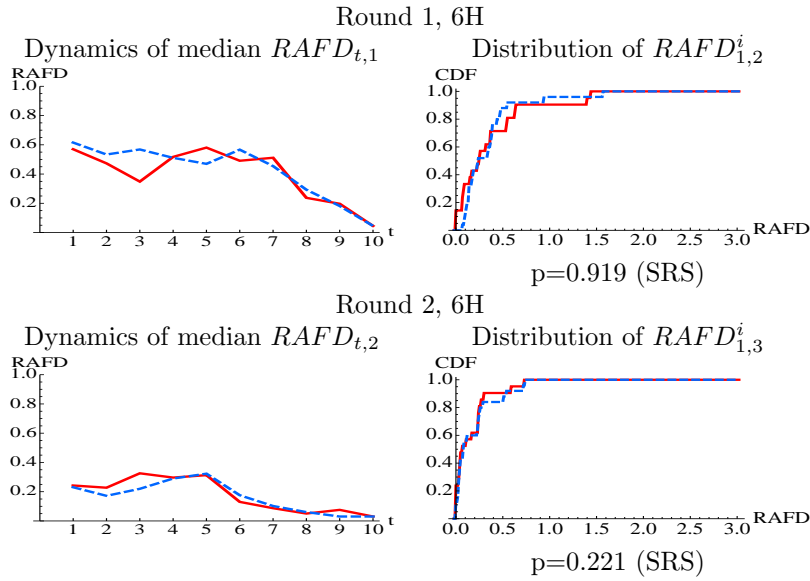 Round 1, 6H
Dynamics of median RAFD_{t,1}
Distribution of RAFD^i_{1,2}
RAFD
1.0
0.8
0.6
0.4
0.2
1 2 3 4 5 6 7 8 9 10 t
CDF
1.0
0.8
0.6
0.4
0.2
0.0 0.5 1.0 1.5 2.0 2.5 3.0 RAFD
p=0.919 (SRS)
Round 2, 6H
Dynamics of median RAFD_{t,2}
Distribution of RAFD^i_{1,3}
RAFD
1.0
0.8
0.6
0.4
0.2
1 2 3 4 5 6 7 8 9 10 t
CDF
1.0
0.8
0.6
0.4
0.2
0.0 0.5 1.0 1.5 2.0 2.5 3.0 RAFD
p=0.221 (SRS)